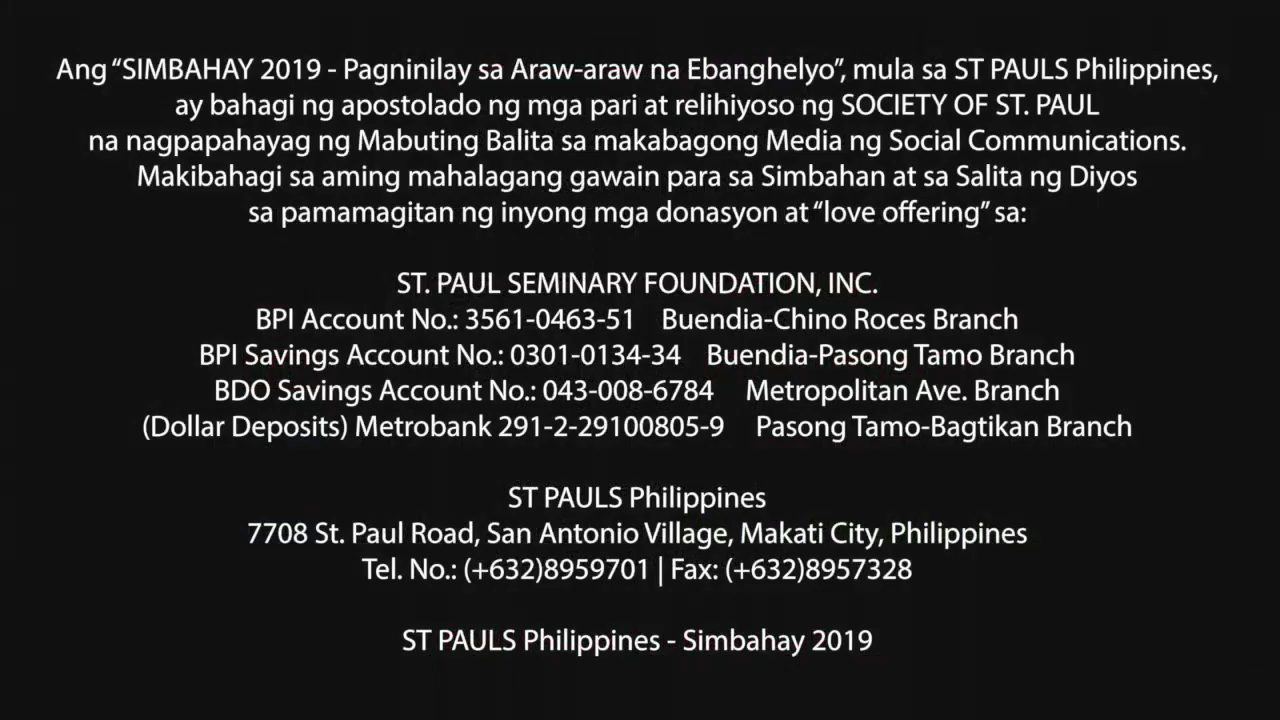 Ang “SIMBAHAY 2019 - Pagninilay sa Araw-araw na Ebanghelyo”, mula sa ST PAULS Philippines,
ay bahagi ng apostolado ng mga pari at relihiyoso ng SOCIETY OF ST. PAUL
na nagpapahayag ng Mabuting Balita sa makabagong Media ng Social Communications.
Makibahagi sa aming mahalagang gawain para sa Simbahan at sa Salita ng Diyos
sa pamamagitan ng inyong mga donasyon at “love offering” sa:
ST. PAUL SEMINARY FOUNDATION, INC.
BPI Account No.: 3561-0463-51 Buendia-Chino Roces Branch
BPI Savings Account No.: 0301-0134-34 Buendia-Pasong Tamo Branch
BDO Savings Account No.: 043-008-6784 Metropolitan Ave. Branch
(Dollar Deposits) Metrobank 291-2-29100805-9 Pasong Tamo-Bagtikan Branch
ST PAULS Philippines
7708 St. Paul Road, San Antonio Village, Makati City, Philippines
Tel. No.: (+632)8959701 | Fax: (+632)8957328
ST PAULS Philippines - Simbahay 2019